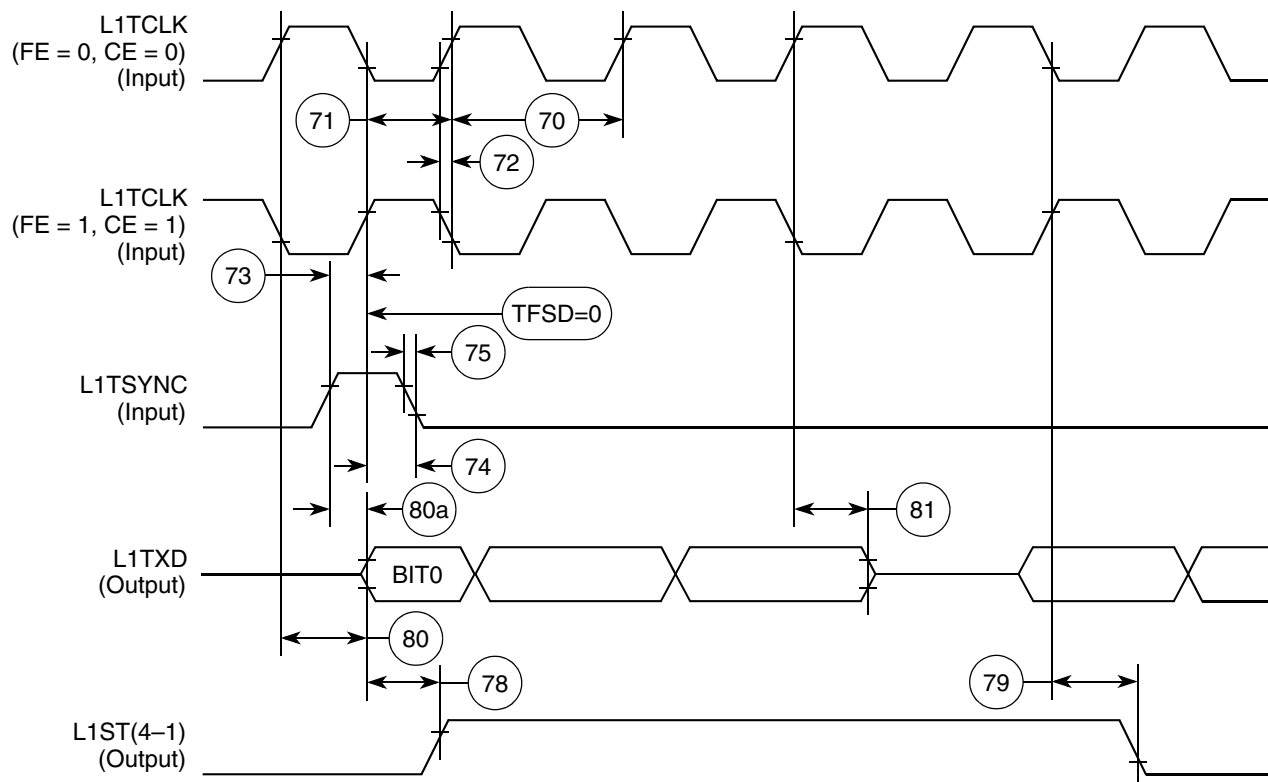 L1TCLK
(FE = 0, CE = 0)
(Input)
71
70
72
L1TCLK
(FE = 1, CE = 1)
(Input)
73
TFSD=0
75
L1TSYNC
(Input)
74
80a
81
L1TXD
(Output)
BIT0
80
78
79
L1ST(4–1)
(Output)